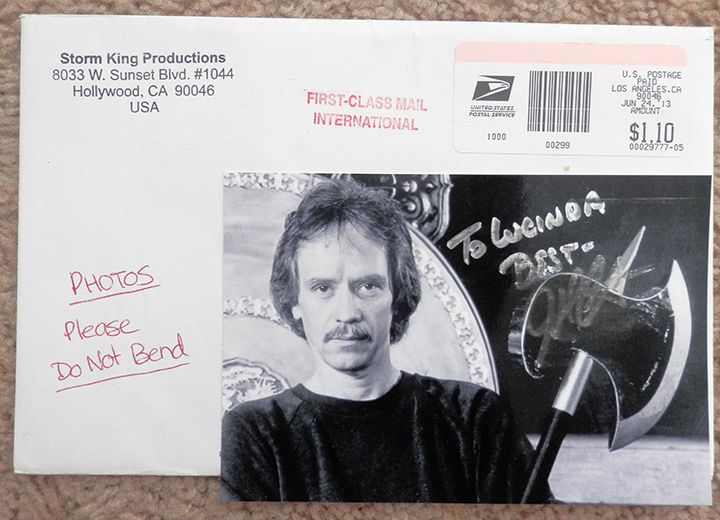 Storm King Productions
8033 W. Sunset Blvd. #1044
Hollywood, CA 90046
USA
FIRST-CLASS MAIL
INTERNATIONAL
UNITED STATES
POSTAL SERVICE
1000
00299
U.S. POSTAGE
PAID
LOS ANGELES.CA
90046
JUN 24. 13
AMOUNT
$1.10
00029777-05
PHOTOS
Please
Do Not Bend
TO LUCINDA
BEST-